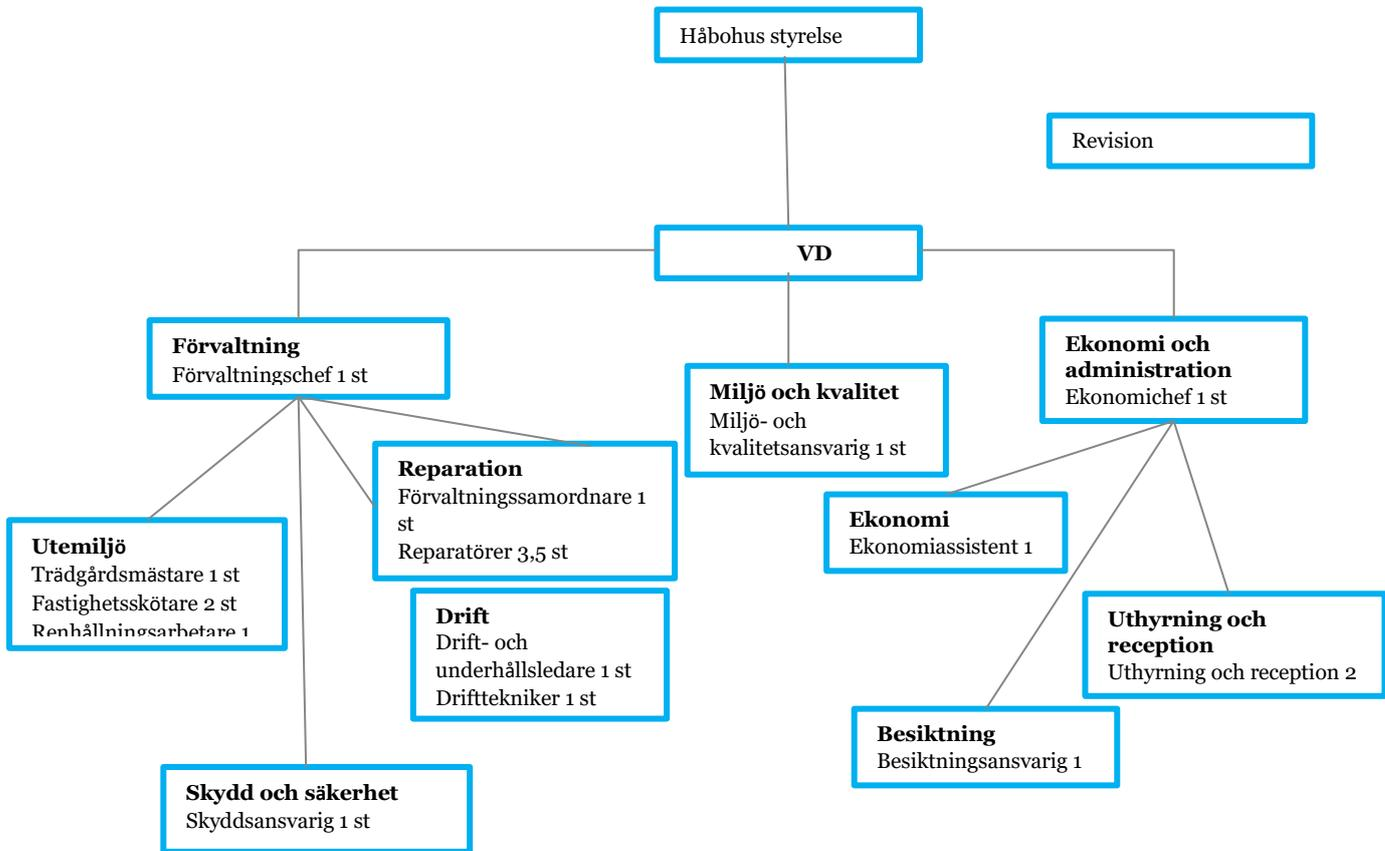 Håbohus styrelse
Revision
VD
Förvaltning
Förvaltningschef 1 st
Miljö och kvalitet
Miljö- och
kvalitetsansvarig 1 st
Ekonomi och
administration
Ekonomichef 1 st
Reparation
Förvaltningssamordnare 1
st
Reparatörer 3,5 st
Utemiljö
Trädgårdsmästare 1 st
Fastighetsskötare 2 st
Renhållningsarbetare 1
Drift
Drift- och
underhållsledare 1 st
Drifttekniker 1 st
Ekonomi
Ekonomiassistent 1
Uthyrning och
reception
Uthyrning och reception 2
Besiktning
Besiktningsansvarig 1
Skydd och säkerhet
Skyddsansvarig 1 st